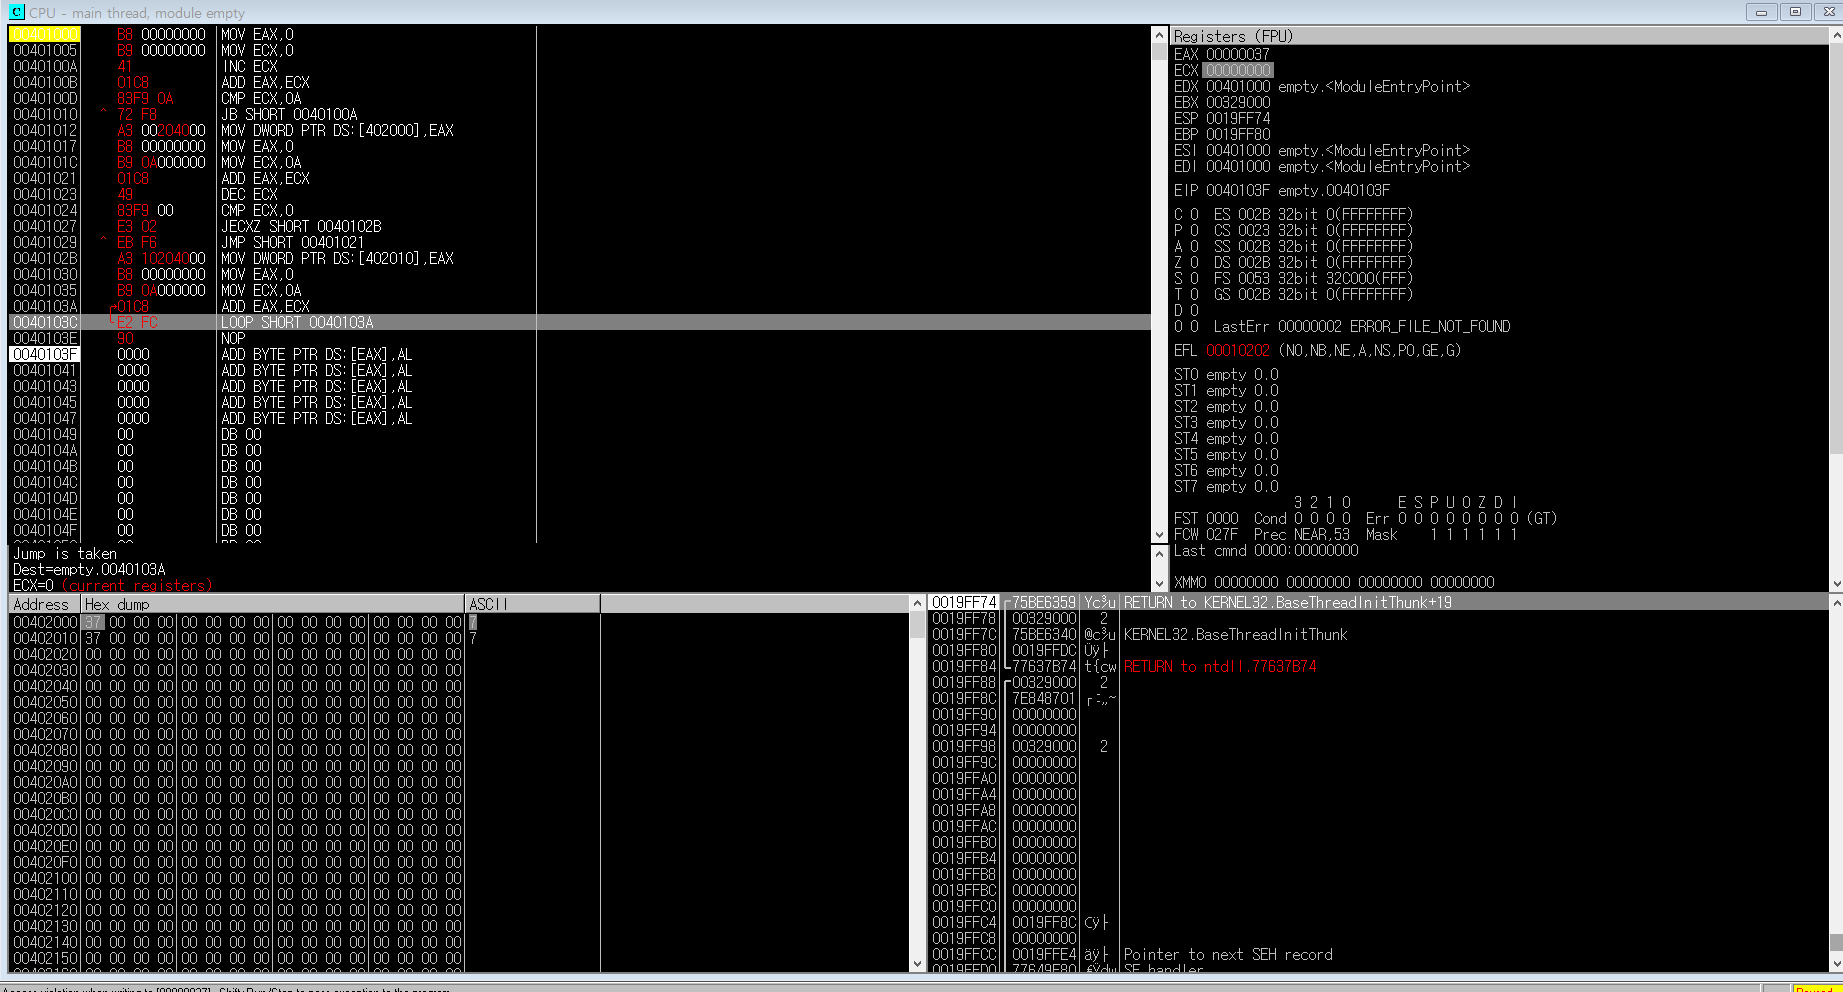 C CPU - main thread, module empty
00401000 B8 00000000 MOV EAX,0
00401005 B9 00000000 MOV ECX,0
0040100A 41 INC ECX
0040100B 01C8 ADD EAX,ECX
0040100D 83F9 0A CMP ECX,0A
00401010 ^ 72 F8 JB SHORT 0040100A
00401012 A3 00204000 MOV DWORD PTR DS:[402000],EAX
00401017 B8 00000000 MOV EAX,0
0040101C B9 0A000000 MOV ECX,0A
00401021 01C8 ADD EAX,ECX
00401023 49 DEC ECX
00401024 83F9 00 CMP ECX,0
00401027 E3 02 JECXZ SHORT 0040102B
00401029 ^ EB F6 JMP SHORT 00401021
0040102B A3 10204000 MOV DWORD PTR DS:[402010],EAX
00401030 B8 00000000 MOV EAX,0
00401035 B9 0A000000 MOV ECX,0A
0040103A 01C8 ADD EAX,ECX
0040103C E2 FC LOOP SHORT 0040103A
0040103E 90 NOP
0040103F 0000 ADD BYTE PTR DS:[EAX],AL
00401041 0000 ADD BYTE PTR DS:[EAX],AL
00401043 0000 ADD BYTE PTR DS:[EAX],AL
00401045 0000 ADD BYTE PTR DS:[EAX],AL
00401047 0000 ADD BYTE PTR DS:[EAX],AL
00401049 00 DB 00
0040104A 00 DB 00
0040104B 00 DB 00
0040104C 00 DB 00
0040104D 00 DB 00
0040104E 00 DB 00
0040104F 00 DB 00
Jump is taken
Dest=empty.0040103A
ECX=0 (current registers)
Registers (FPU)
EAX 00000037
ECX 00000000
EDX 00401000 empty.<ModuleEntryPoint>
EBX 00329000
ESP 0019FF74
EBP 0019FF80
ESI 00401000 empty.<ModuleEntryPoint>
EDI 00401000 empty.<ModuleEntryPoint>
EIP 0040103F empty.0040103F
C 0 ES 002B 32bit 0(FFFFFFFF)
P 0 CS 0023 32bit 0(FFFFFFFF)
A 0 SS 002B 32bit 0(FFFFFFFF)
Z 0 DS 002B 32bit 0(FFFFFFFF)
S 0 FS 0053 32bit 32C000(FFF)
T 0 GS 002B 32bit 0(FFFFFFFF)
D 0
O 0 LastErr 00000002 ERROR_FILE_NOT_FOUND
EFL 00010202 (NO,NB,NE,A,NS,PO,GE,G)
ST0 empty 0.0
ST1 empty 0.0
ST2 empty 0.0
ST3 empty 0.0
ST4 empty 0.0
ST5 empty 0.0
ST6 empty 0.0
ST7 empty 0.0
3 2 1 0 E S P U O Z D I
FST 0000 Cond 0 0 0 0 Err 0 0 0 0 0 0 0 0 (GT)
FCW 027F Prec NEAR,53 Mask 1 1 1 1 1 1
Last cmnd 0000:00000000
XMM0 00000000 00000000 00000000 00000000
Address Hex dump ASCII
00402000 37 00 00 00 00 00 00 00 00 00 00 00 00 00 00 00 7
00402010 37 00 00 00 00 00 00 00 00 00 00 00 00 00 00 00 7
00402020 00 00 00 00 00 00 00 00 00 00 00 00 00 00 00 00
00402030 00 00 00 00 00 00 00 00 00 00 00 00 00 00 00 00
00402040 00 00 00 00 00 00 00 00 00 00 00 00 00 00 00 00
00402050 00 00 00 00 00 00 00 00 00 00 00 00 00 00 00 00
00402060 00 00 00 00 00 00 00 00 00 00 00 00 00 00 00 00
00402070 00 00 00 00 00 00 00 00 00 00 00 00 00 00 00 00
00402080 00 00 00 00 00 00 00 00 00 00 00 00 00 00 00 00
00402090 00 00 00 00 00 00 00 00 00 00 00 00 00 00 00 00
004020A0 00 00 00 00 00 00 00 00 00 00 00 00 00 00 00 00
004020B0 00 00 00 00 00 00 00 00 00 00 00 00 00 00 00 00
004020C0 00 00 00 00 00 00 00 00 00 00 00 00 00 00 00 00
004020D0 00 00 00 00 00 00 00 00 00 00 00 00 00 00 00 00
004020E0 00 00 00 00 00 00 00 00 00 00 00 00 00 00 00 00
004020F0 00 00 00 00 00 00 00 00 00 00 00 00 00 00 00 00
00402100 00 00 00 00 00 00 00 00 00 00 00 00 00 00 00 00
00402110 00 00 00 00 00 00 00 00 00 00 00 00 00 00 00 00
00402120 00 00 00 00 00 00 00 00 00 00 00 00 00 00 00 00
00402130 00 00 00 00 00 00 00 00 00 00 00 00 00 00 00 00
00402140 00 00 00 00 00 00 00 00 00 00 00 00 00 00 00 00
00402150 00 00 00 00 00 00 00 00 00 00 00 00 00 00 00 00
0019FF74 75BE6359 Yc³u RETURN to KERNEL32.BaseThreadInitThunk+19
0019FF78 00329000 2
0019FF7C 75BE6340 @c³u KERNEL32.BaseThreadInitThunk
0019FF80 0019FFDC Üÿ├
0019FF84 77637B74 t{cw RETURN to ntdll.77637B74
0019FF88 00329000 2
0019FF8C 7E848701
0019FF90 00000000
0019FF94 00000000
0019FF98 00329000 2
0019FF9C 00000000
0019FFA0 00000000
0019FFA4 00000000
0019FFA8 00000000
0019FFAC 00000000
0019FFB0 00000000
0019FFB4 00000000
0019FFB8 00000000
0019FFBC 00000000
0019FFC0 00000000
0019FFC4 0019FF8C Œÿ├
0019FFC8 00000000
0019FFCC 0019FFE4 äÿ├ Pointer to next SEH record
0019FFD0 77649F80 SE handler
Access violation when writing to [00000037] - Shift+Run/Step to pass exception to the program
Paused